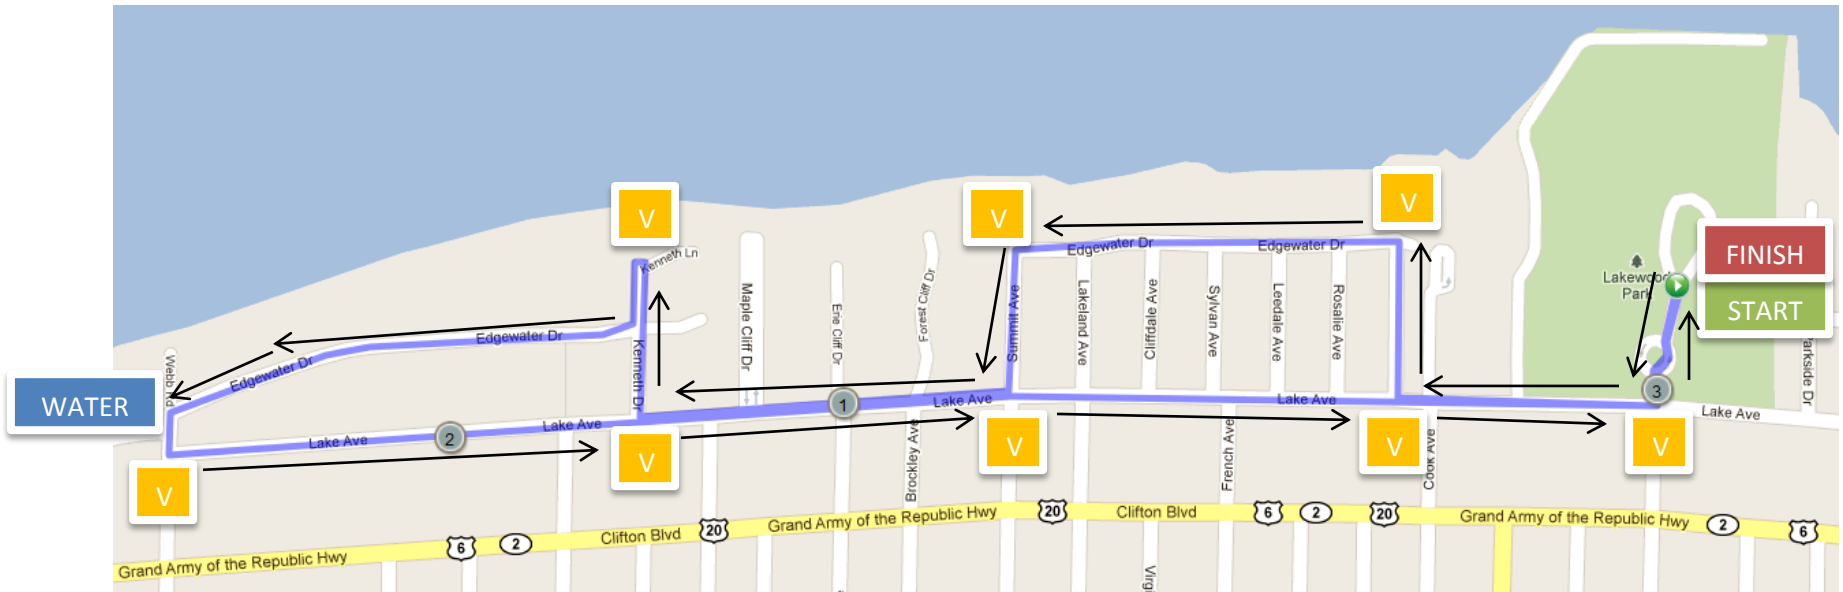 V
V
V
Kenneth Ln
Edgewater Dr
Edgewater Dr
Lakewood
Park
FINISH
START
Edgewater Dr
Edgewater Dr
Webb Rd
Kenneth Dr
Maple Cliff Dr
Erie Cliff Dr
Forest Cliff Dr
Summit Ave
Lakeland Ave
Cliffdale Ave
Sylvan Ave
Leedale Ave
Rosalie Ave
Parkside Dr
WATER
1
Lake Ave
Lake Ave
3
Lake Ave
Lake Ave
2
Lake Ave
V
V
V
V
V
Brockley Ave
French Ave
Cook Ave
Grand Army of the Republic Hwy
6
2
Clifton Blvd
20
Grand Army of the Republic Hwy
20
Clifton Blvd
6
2
20
Grand Army of the Republic Hwy
2
6
Virgi